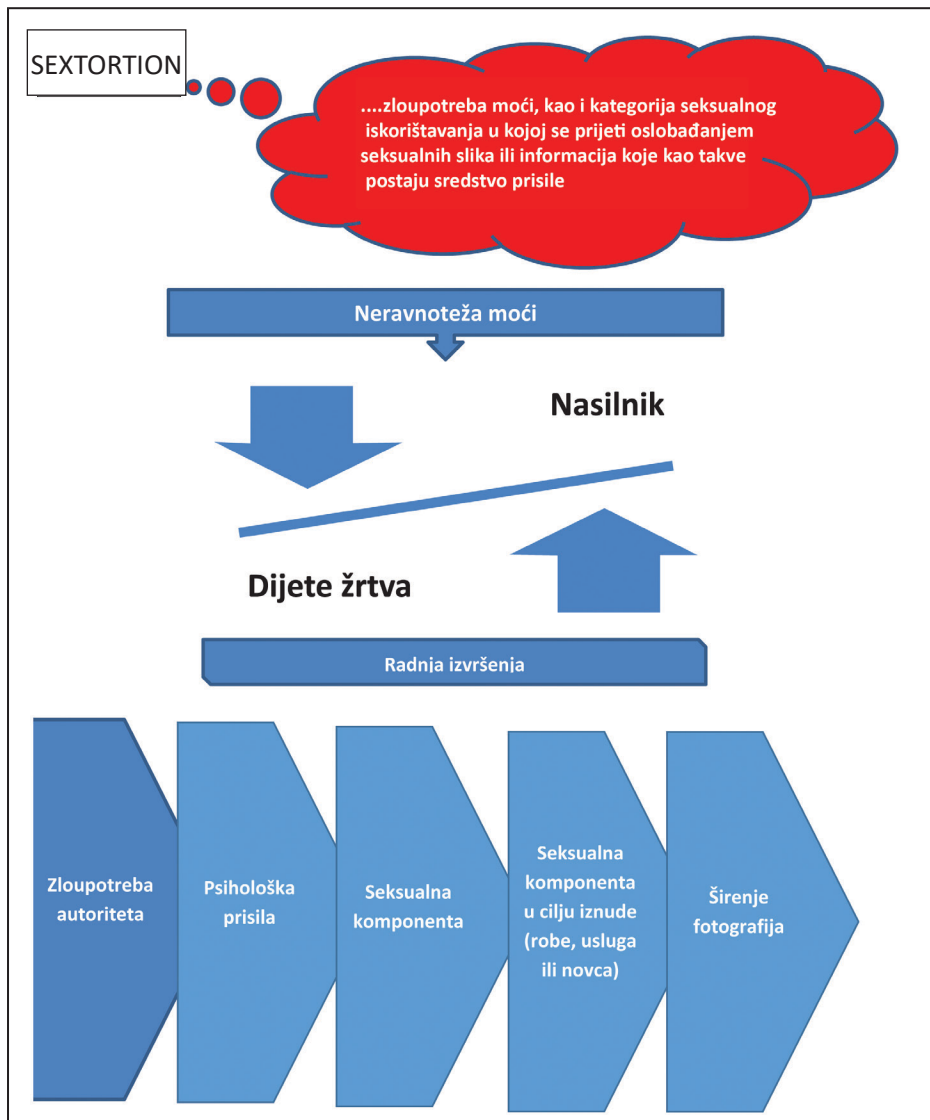 SEXTORTION
....zloupotreba moći, kao i kategorija seksualnog
iskorištavanja u kojoj se prijeti oslobađanjem
seksualnih slika ili informacija koje kao takve
postaju sredstvo prisile
Neravnoteža moći
Nasilnik
Dijete žrtva
Radnja izvršenja
Zloupotreba
autoriteta
Psihološka
prisila
Seksualna
komponenta
Seksualna
komponenta
u cilju iznude
(robe, usluga
ili novca)
Širenje
fotografija